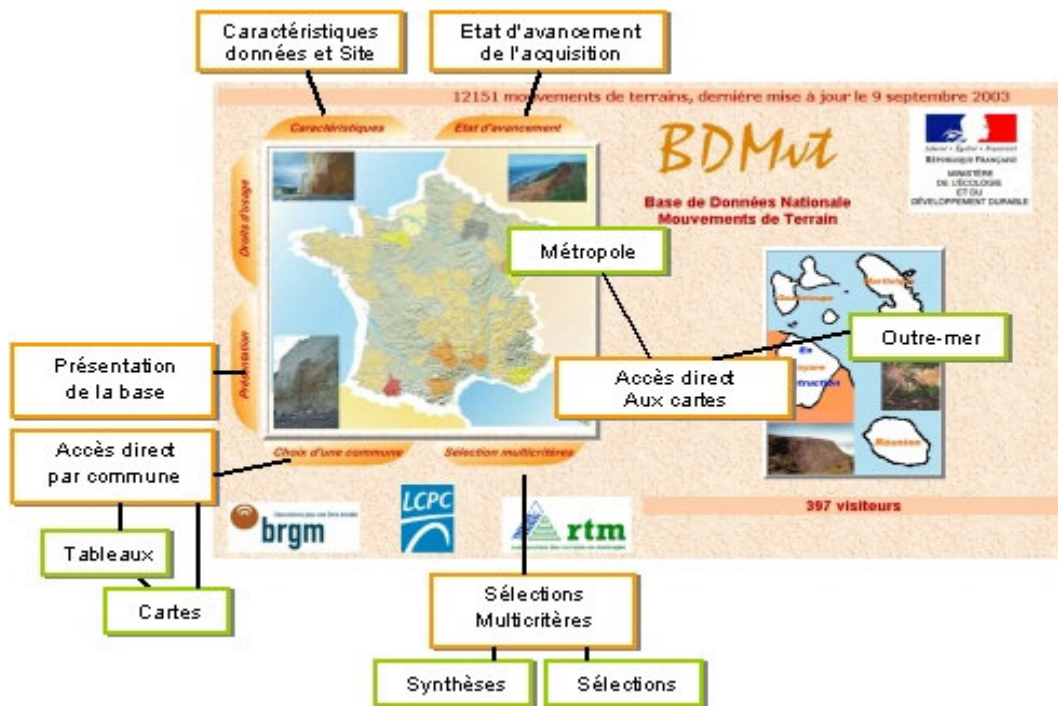 Caractéristiques
données et Site
Etat d'avancement
de l'acquisition
12151 mouvements de terrains, dernière mise à jour le 9 septembre 2003
Caractéristiques
Etat d'avancement
BDMvt
Base de Données Nationale
Mouvements de Terrain
RÉPUBLIQUE FRANÇAISE
MINISTÈRE
DE L'ÉCOLOGIE
ET DU
DÉVELOPPEMENT DURABLE
Droits d'usage
Métropole
Guadeloupe
Martinique
Outre-mer
En
Présentation
de la base
Présentation
Accès direct
Aux cartes
Réunion
Accès direct
par commune
Choix d'une commune
Sélection multicritères
397 visiteurs
brgm
LCPC
rtm
Tableaux
Cartes
Sélections
Multicritères
Synthèses
Sélections